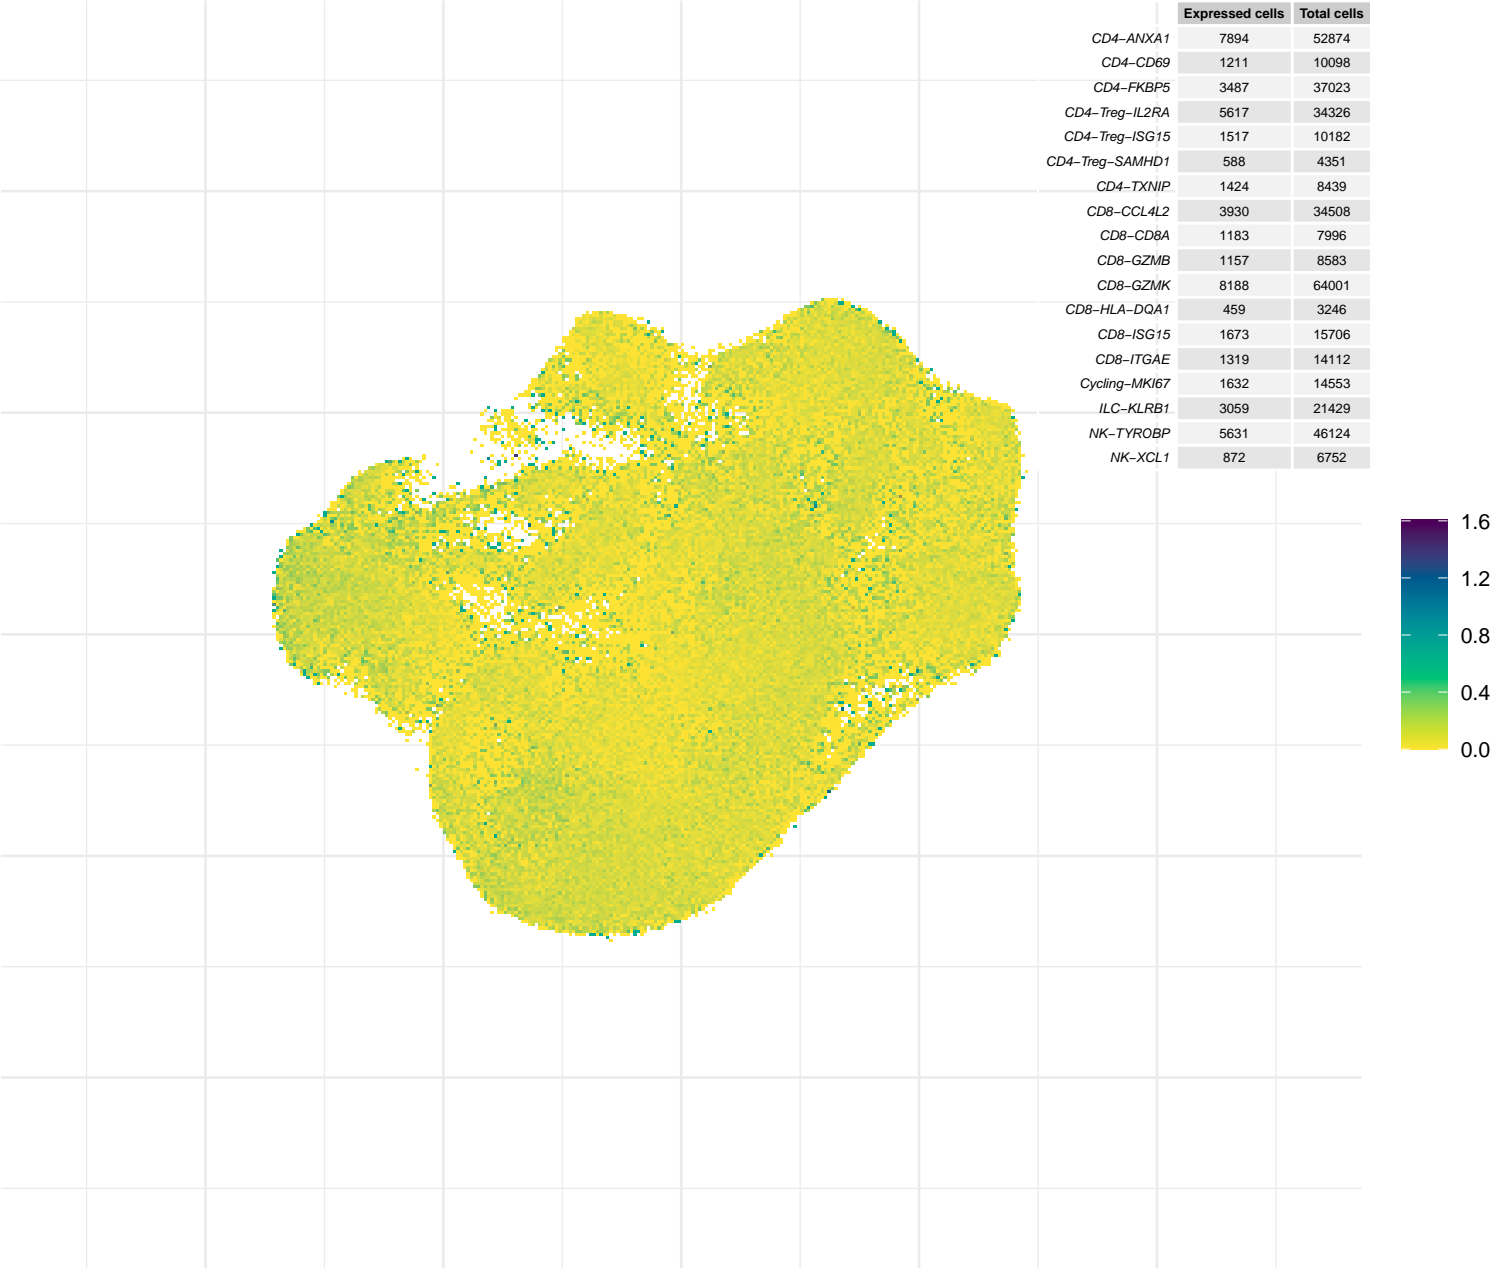 Expressed cells Total cells
CD4−ANXA1 7894 52874
CD4−CD69 1211 10098
CD4−FKBP5 3487 37023
CD4−Treg−IL2RA 5617 34326
CD4−Treg−ISG15 1517 10182
CD4−Treg−SAMHD1 588 4351
CD4−TXNIP 1424 8439
CD8−CCL4L2 3930 34508
CD8−CD8A 1183 7996
CD8−GZMB 1157 8583
CD8−GZMK 8188 64001
CD8−HLA−DQA1 459 3246
CD8−ISG15 1673 15706
CD8−ITGAE 1319 14112
Cycling−MKI67 1632 14553
ILC−KLRB1 3059 21429
NK−TYROBP 5631 46124
NK−XCL1 872 6752
1.6
1.2
0.8
0.4
0.0